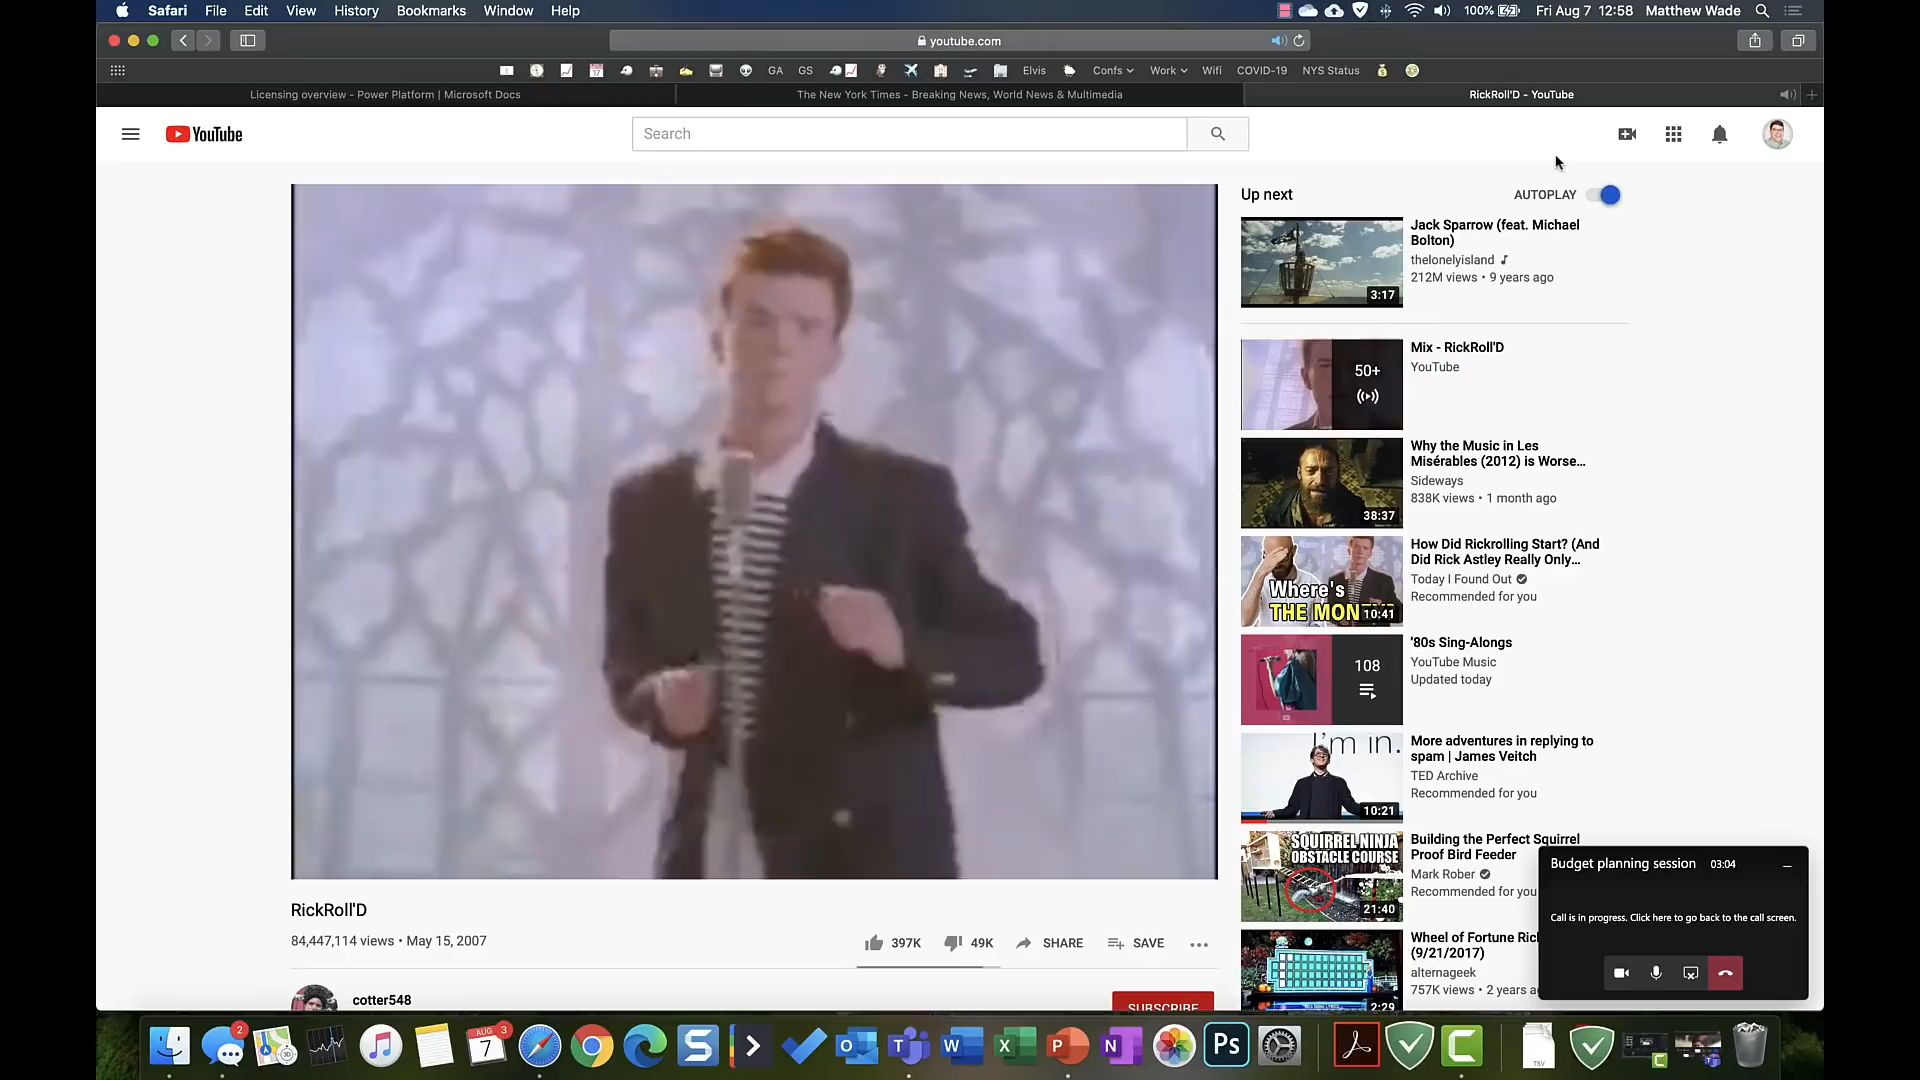 Safari File Edit View History Bookmarks Window Help
100% Fri Aug 7 12:58 Matthew Wade
youtube.com
GA GS Elvis Confs Work Wifi COVID-19 NYS Status
Licensing overview - Power Platform | Microsoft Docs
The New York Times - Breaking News, World News & Multimedia
RickRoll'D - YouTube
YouTube
Search
Up next
AUTOPLAY
Jack Sparrow (feat. Michael
Bolton)
thelonelyisland
212M views • 9 years ago
3:17
Mix - RickRoll'D
YouTube
50+
Why the Music in Les
Misérables (2012) is Worse...
Sideways
838K views • 1 month ago
38:37
How Did Rickrolling Start? (And
Did Rick Astley Really Only...
Today I Found Out
Recommended for you
Where's
THE MON
10:41
'80s Sing-Alongs
YouTube Music
Updated today
108
I'm in.
More adventures in replying to
spam | James Veitch
TED Archive
Recommended for you
10:21
SQUIRREL NINJA
OBSTACLE COURSE
Building the Perfect Squirrel
Proof Bird Feeder
Mark Rober
Recommended for you
21:40
Wheel of Fortune Ric
(9/21/2017)
alternageek
757K views • 2 years a
2:29
Budget planning session 03:04
Call is in progress. Click here to go back to the call screen.
RickRoll'D
84,447,114 views • May 15, 2007
397K 49K SHARE SAVE
cotter548
SUBSCRIBE
2
AUG
7
3
S
O
T
W
X
P
N
Ps
TSV